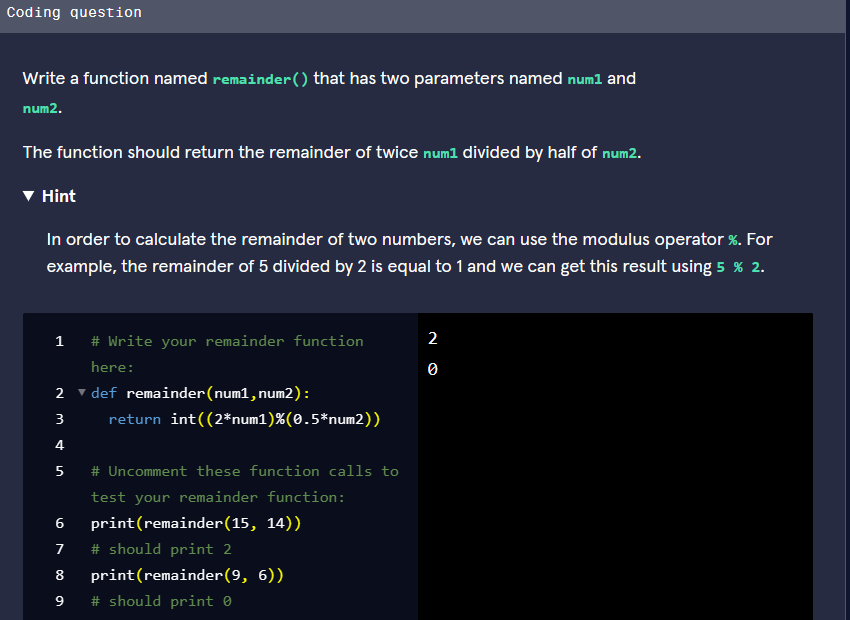 Coding question
Write a function named remainder() that has two parameters named num1 and
num2.
The function should return the remainder of twice num1 divided by half of num2.
▼ Hint
In order to calculate the remainder of two numbers, we can use the modulus operator %. For
example, the remainder of 5 divided by 2 is equal to 1 and we can get this result using 5 % 2.
1 # Write your remainder function
here:
2 ▼ def remainder(num1,num2):
3 return int((2*num1)%(0.5*num2))
4
5 # Uncomment these function calls to
test your remainder function:
6 print(remainder(15, 14))
7 # should print 2
8 print(remainder(9, 6))
9 # should print 0
2
0